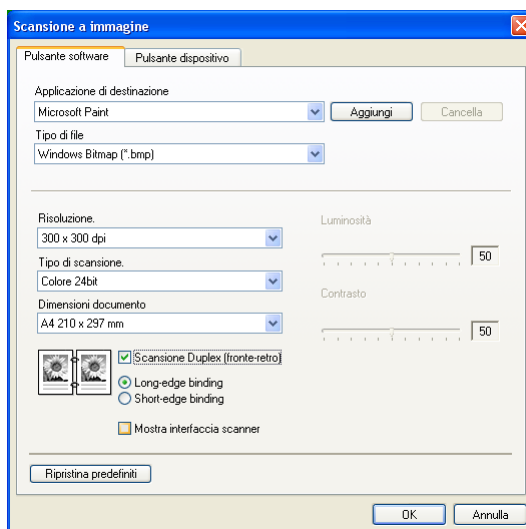 Scansione a immagine
Pulsante software Pulsante dispositivo
Applicazione di destinazione
Microsoft Paint Aggiungi Cancella
Tipo di file
Windows Bitmap (*.bmp)
Risoluzione. Luminosità
300 x 300 dpi 50
Tipo di scansione.
Colore 24bit Contrasto
Dimensioni documento
A4 210 x 297 mm 50
Scansione Duplex (fronte-retro)
Long-edge binding
Short-edge binding
Mostra interfaccia scanner
Ripristina predefiniti
OK Annulla